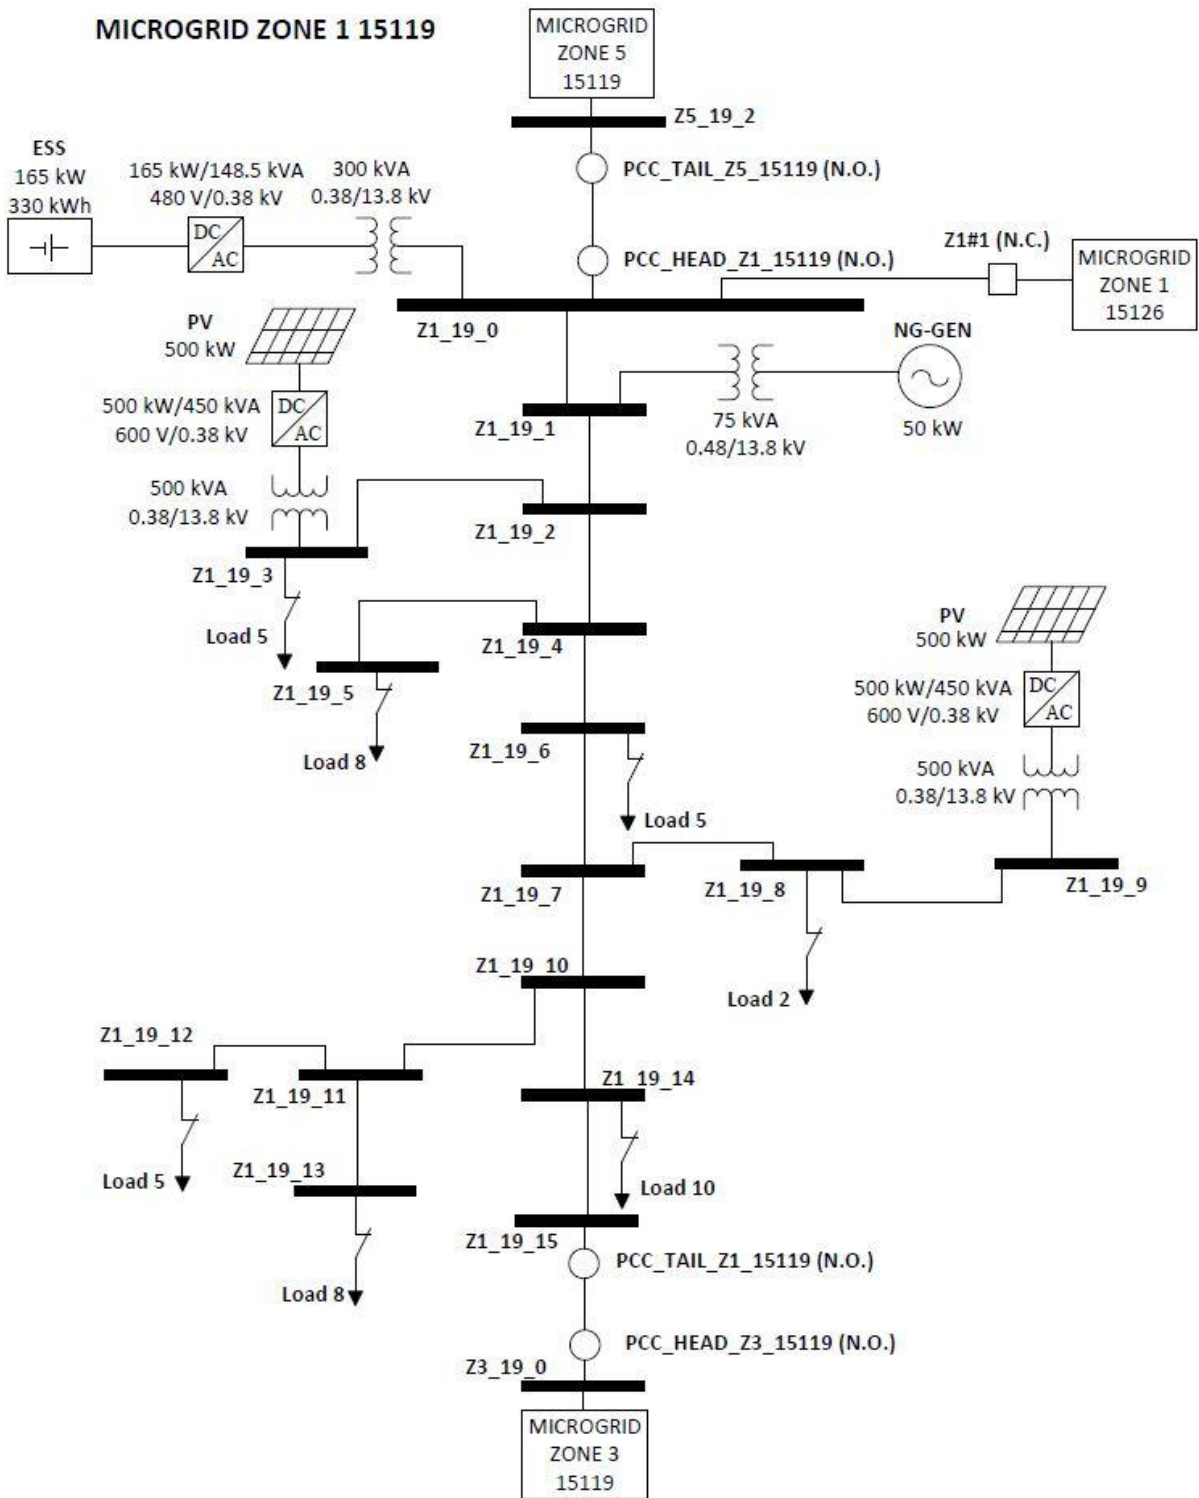 MICROGRID ZONE 1 15119
MICROGRID
ZONE 5
15119
Z5_19_2
ESS
165 kW
330 kWh
165 kW/148.5 kVA
480 V/0.38 kV
300 kVA
0.38/13.8 kV
DC
AC
PCC_TAIL_Z5_15119 (N.O.)
PCC_HEAD_Z1_15119 (N.O.)
Z1#1 (N.C.)
MICROGRID
ZONE 1
15126
Z1_19_0
PV
500 kW
NG-GEN
50 kW
75 kVA
0.48/13.8 kV
500 kW/450 kVA
600 V/0.38 kV
DC
AC
Z1_19_1
500 kVA
0.38/13.8 kV
Z1_19_2
Z1_19_3
Load 5
Z1_19_4
Z1_19_5
Load 8
PV
500 kW
500 kW/450 kVA
600 V/0.38 kV
DC
AC
500 kVA
0.38/13.8 kV
Z1_19_6
Load 5
Z1_19_7
Z1_19_8
Z1_19_9
Load 2
Z1_19_10
Z1_19_12
Z1_19_11
Z1_19_14
Load 5
Z1_19_13
Load 10
Z1_19_15
Load 8
PCC_TAIL_Z1_15119 (N.O.)
PCC_HEAD_Z3_15119 (N.O.)
Z3_19_0
MICROGRID
ZONE 3
15119